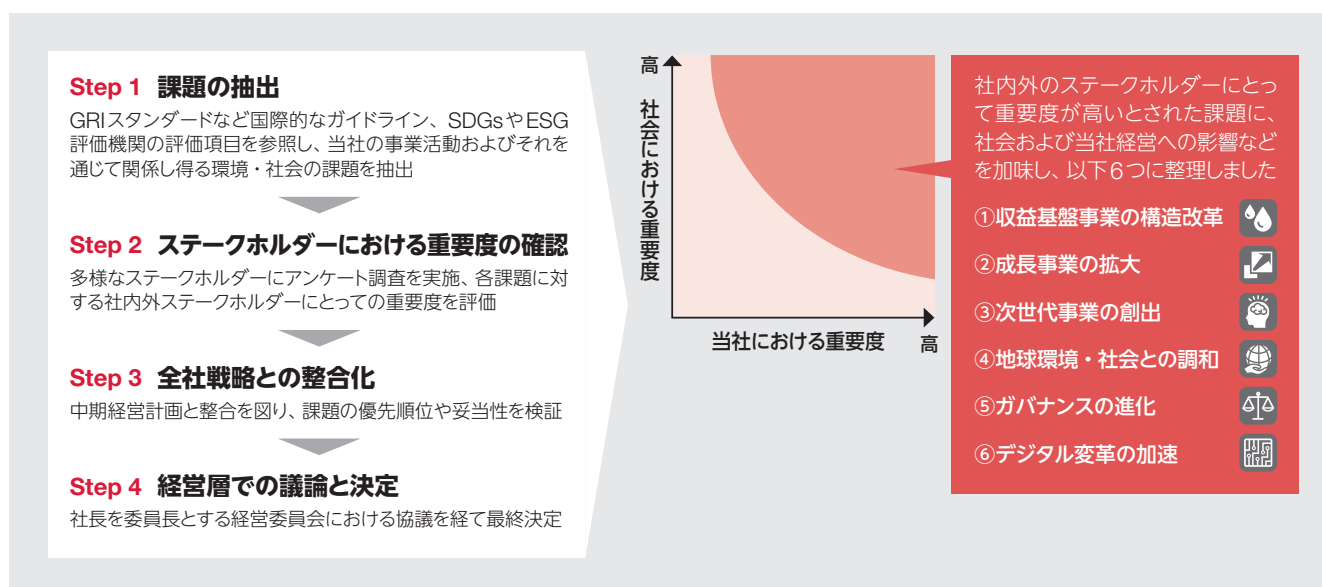 Step 1 課題の抽出
GRIスタンダードなど国際的なガイドライン、SDGsやESG
評価機関の評価項目を参照し、当社の事業活動およびそれを
通じて関係し得る環境・社会の課題を抽出
Step 2 ステークホルダーにおける重要度の確認
多様なステークホルダーにアンケート調査を実施、各課題に対
する社内外ステークホルダーにとっての重要度を評価
Step 3 全社戦略との整合化
中期経営計画と整合を図り、課題の優先順位や妥当性を検証
Step 4 経営層での議論と決定
社長を委員長とする経営委員会における協議を経て最終決定
高
社会における重要度
当社における重要度
高
社内外のステークホルダーにとっ
て重要度が高いとされた課題に、
社会および当社経営への影響など
を加味し、以下6つに整理しました
①収益基盤事業の構造改革
②成長事業の拡大
③次世代事業の創出
④地球環境・社会との調和
⑤ガバナンスの進化
⑥デジタル変革の加速